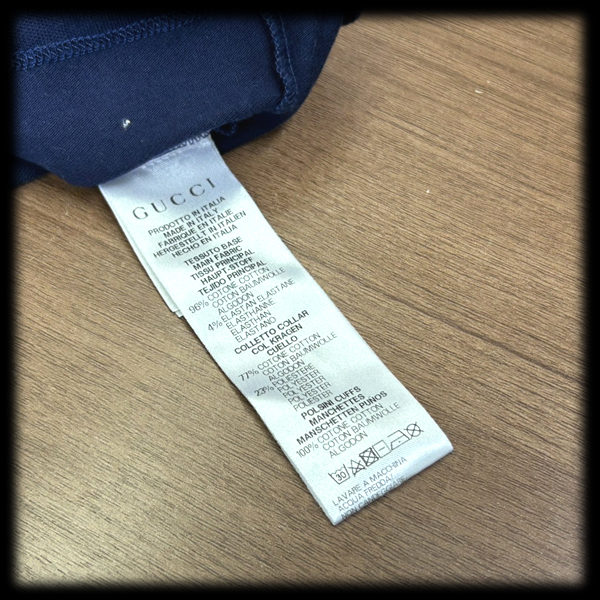 GUCCI
PRODOTTO IN ITALIA
MADE IN ITALY
FABRIQUE EN ITALIE
HERGESTELLT IN ITALIEN
HECHO EN ITALIA
TESSUTO BASE
MAIN FABRIC
TISSU PRINCIPAL
HAUPT STOFF
TEJIDO PRINCIPAL
96% COTONE COTTON
COTON BAUMWOLLE
ALGODON
4% ELASTAN ELASTANE
ELASTHANNE
ELASTHAN
ELASTANO
COLLETTO COLLAR
COL KRAGEN
CUELLO
77% COTONE COTTON
COTON BAUMWOLLE
ALGODON
23% POLIESTERE
POLYESTER
POLYESTER
POLYESTER
POLIESTER
POLSINI CUFFS
MANCHETTES
MANSCHETTEN PUNOS
100% COTONE COTTON
COTON BAUMWOLLE
ALGODON
30
LAVARE A MACCHINA
ACQUA FREDDA/